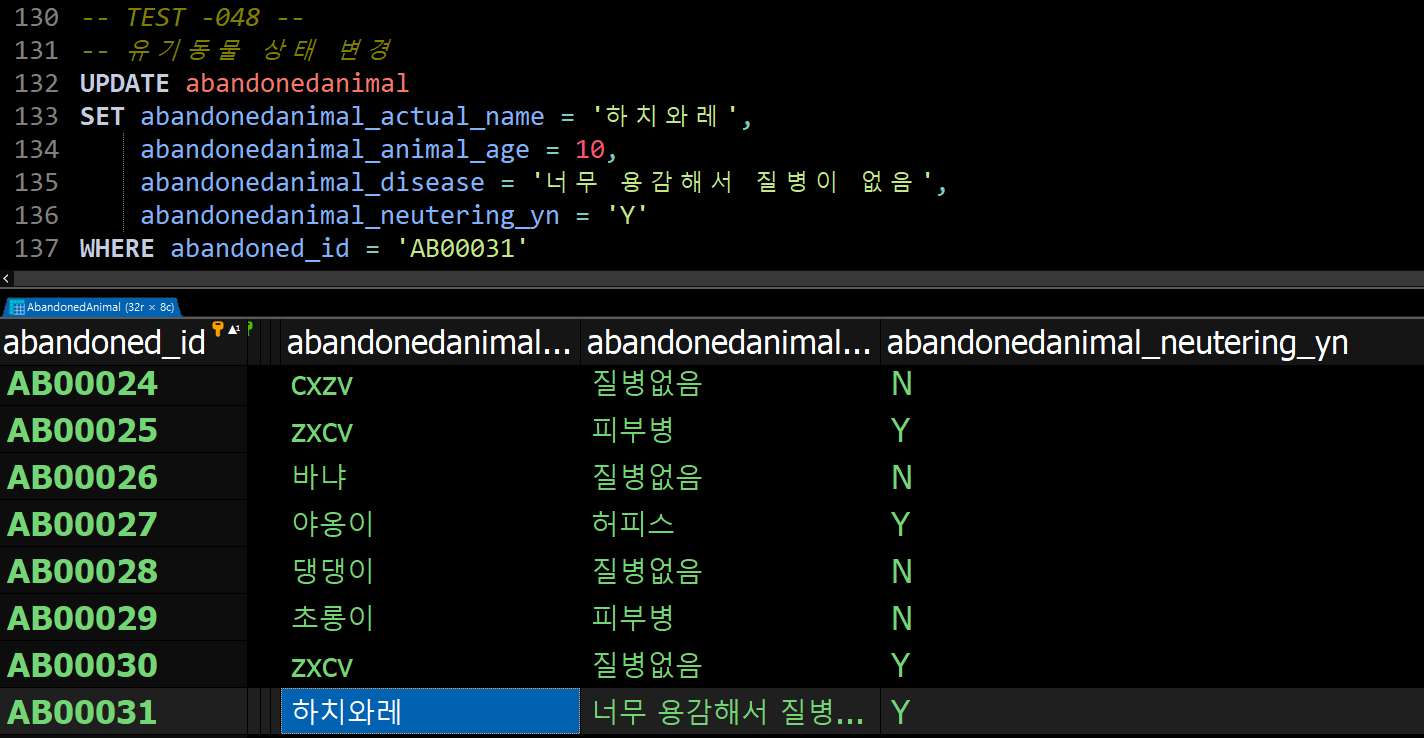 130 -- TEST -048 --
131 -- 유기동물 상태 변경
132 UPDATE abandonedanimal
133 SET abandonedanimal_actual_name = '하치와레',
134 abandonedanimal_animal_age = 10,
135 abandonedanimal_disease = '너무 용감해서 질병이 없음',
136 abandonedanimal_neutering_yn = 'Y'
137 WHERE abandoned_id = 'AB00031'
AbandonedAnimal (32r × 8c)
abandoned_id 1 abandonedanimal... abandonedanimal... abandonedanimal_neutering_yn
AB00024 cxzv 질병없음 N
AB00025 zxcv 피부병 Y
AB00026 바냐 질병없음 N
AB00027 야옹이 허피스 Y
AB00028 댕댕이 질병없음 N
AB00029 초롱이 피부병 N
AB00030 zxcv 질병없음 Y
AB00031 하치와레 너무 용감해서 질병... Y